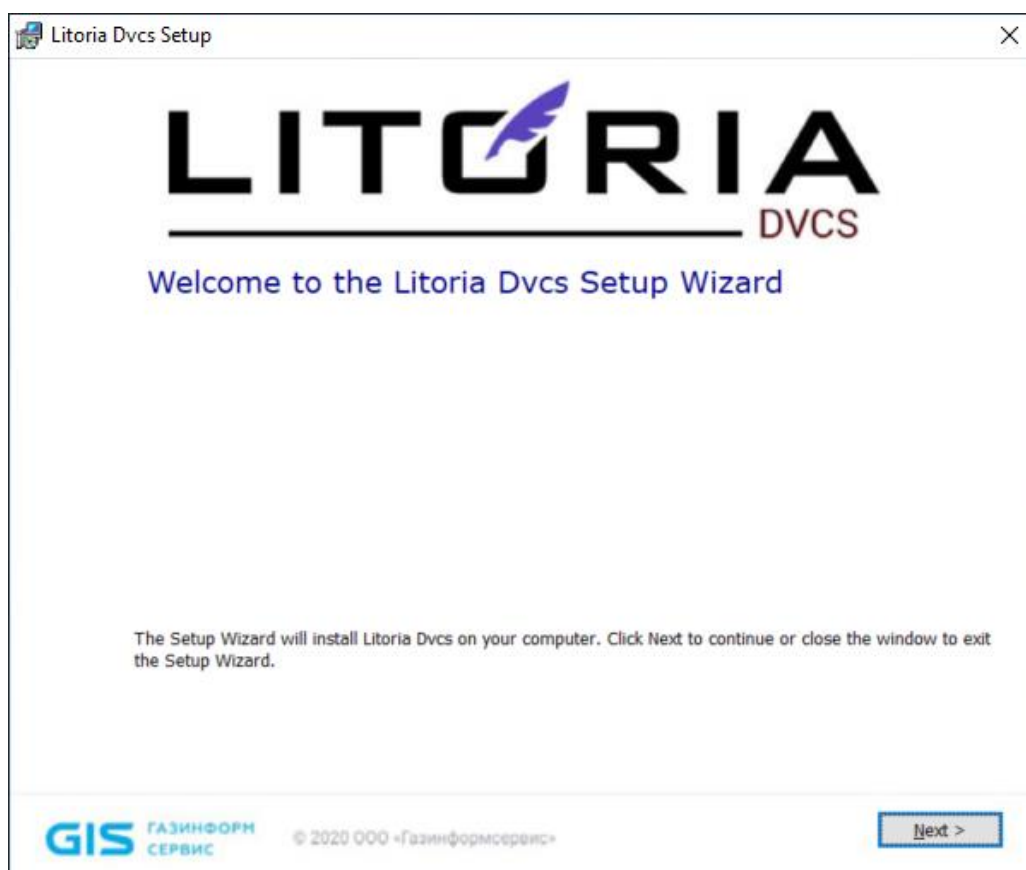 Litoria Dvcs Setup
LITORIA
DVCS
Welcome to the Litoria Dvcs Setup Wizard
The Setup Wizard will install Litoria Dvcs on your computer. Click Next to continue or close the window to exit
the Setup Wizard.
GIS ГАЗИНФОРМ
СЕРВИС
© 2020 ООО «Газинформсервис»
Next >